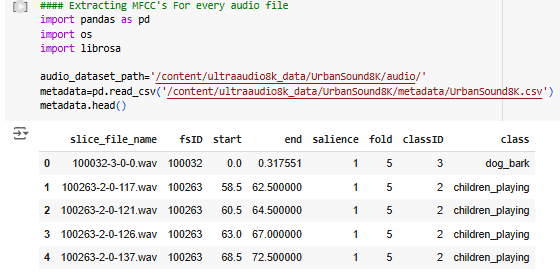 #### Extracting MFCC's For every audio file
import pandas as pd
import os
import librosa
audio_dataset_path='/content/ultraaudio8k_data/UrbanSound8K/audio/'
metadata=pd.read_csv('/content/ultraaudio8k_data/UrbanSound8K/metadata/UrbanSound8K.csv')
metadata.head()
slice_file_name fsID start end salience fold classID class
0 100032-3-0-0.wav 100032 0.0 0.317551 1 5 3 dog_bark
1 100263-2-0-117.wav 100263 58.5 62.500000 1 5 2 children_playing
2 100263-2-0-121.wav 100263 60.5 64.500000 1 5 2 children_playing
3 100263-2-0-126.wav 100263 63.0 67.000000 1 5 2 children_playing
4 100263-2-0-137.wav 100263 68.5 72.500000 1 5 2 children_playing